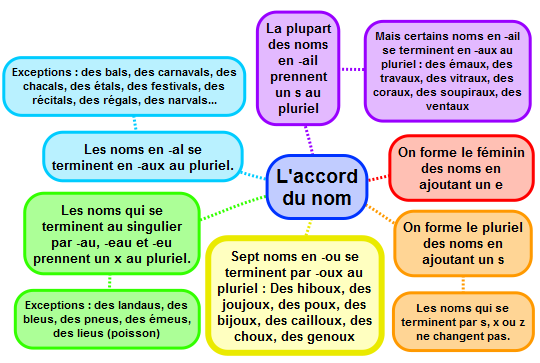 La plupart
des noms
en -ail
prennent
un s au
pluriel
Mais certains noms en -ail
se terminent en -aux au
pluriel : des émaux, des
travaux, des vitraux, des
coraux, des soupiraux, des
ventaux
Exceptions : des bals, des carnavals, des
chacals, des étals, des festivals, des
récitals, des régals, des narvals...
Les noms en -al se
terminent en -aux au pluriel.
L'accord
du nom
On forme le féminin
des noms en
ajoutant un e
Les noms qui se
terminent au singulier
par -au, -eau et -eu
prennent un x au pluriel.
On forme le pluriel
des noms en
ajoutant un s
Sept noms en -ou se
terminent par -oux au
pluriel : Des hiboux, des
joujoux, des poux, des
bijoux, des cailloux, des
choux, des genoux
Exceptions : des landaus, des
bleus, des pneus, des émeus,
des lieus (poisson)
Les noms qui se
terminent par s, x ou z
ne changent pas.